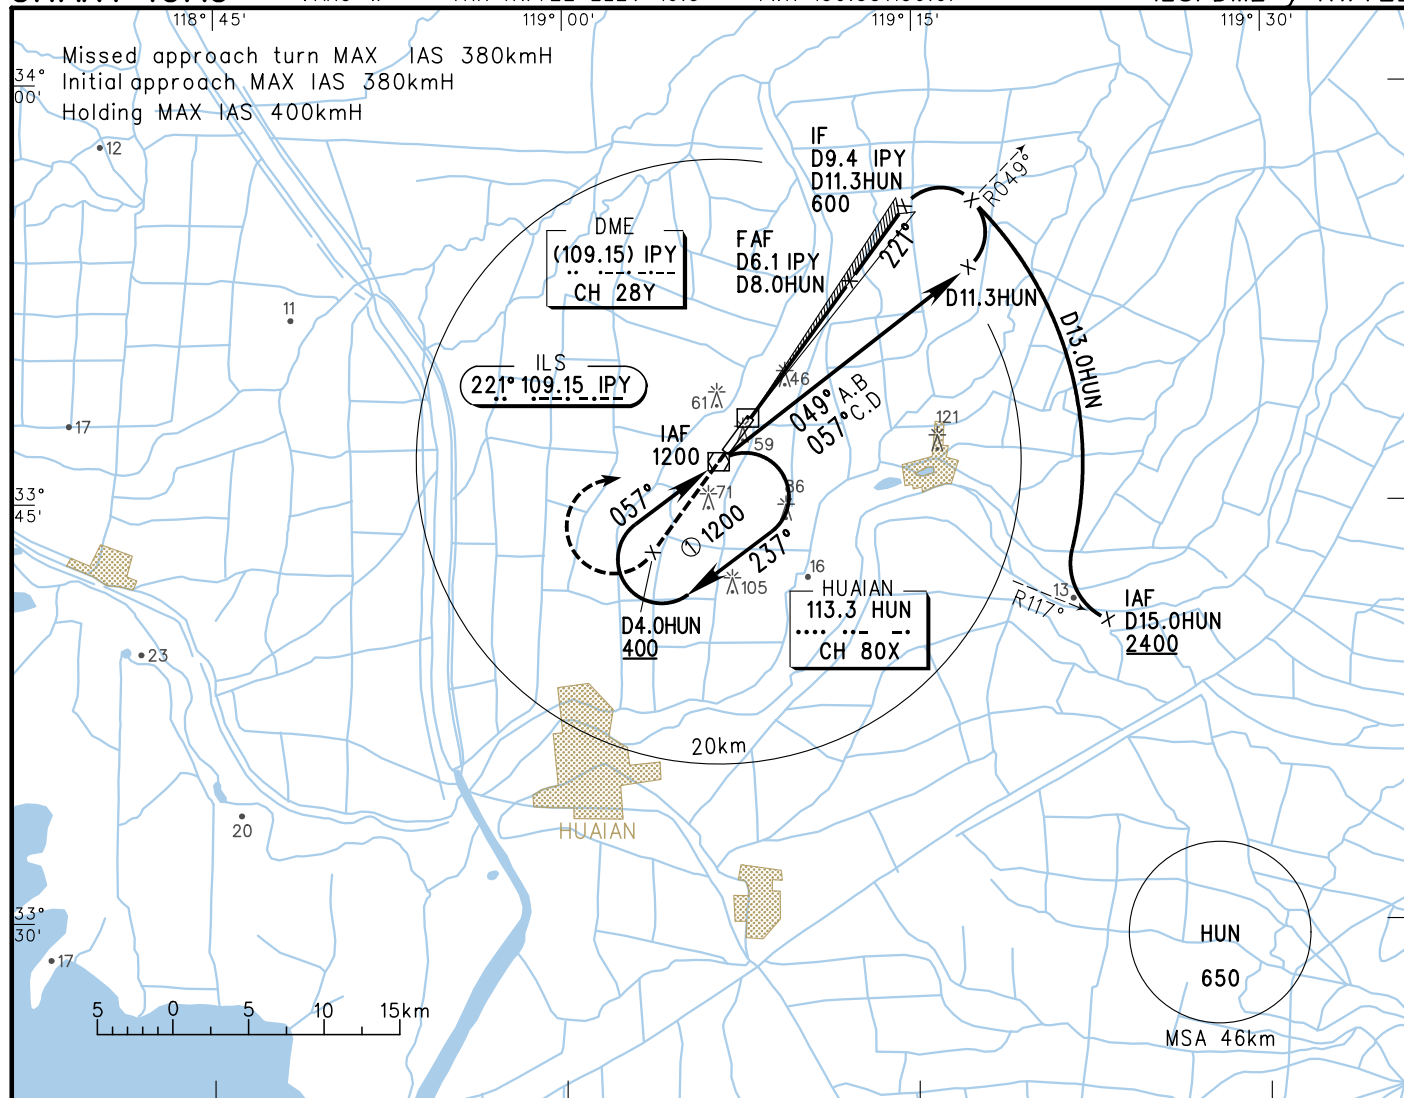 118°45'
119°00'
119°15'
119°30'
Missed approach turn MAX IAS 380kmH
Initial approach MAX IAS 380kmH
Holding MAX IAS 400kmH
34°
00'
12
IF
D9.4 IPY
D11.3HUN
600
R049°
221°
DME
(109.15) IPY
CH 28Y
FAF
D6.1 IPY
D8.0HUN
D11.3HUN
11
D13.0HUN
ILS
221° 109.15 IPY
61
46
049° A.B
057° C.D
17
121
IAF
1200
59
33°
45'
057°
71
86
① 1200
237°
105
16
HUAIAN
113.3 HUN
CH 80X
13
R117°
IAF
D15.0HUN
2400
D4.0HUN
400
23
20km
20
HUAIAN
33°
30'
17
HUN
650
MSA 46km
5 0 5 10 15km